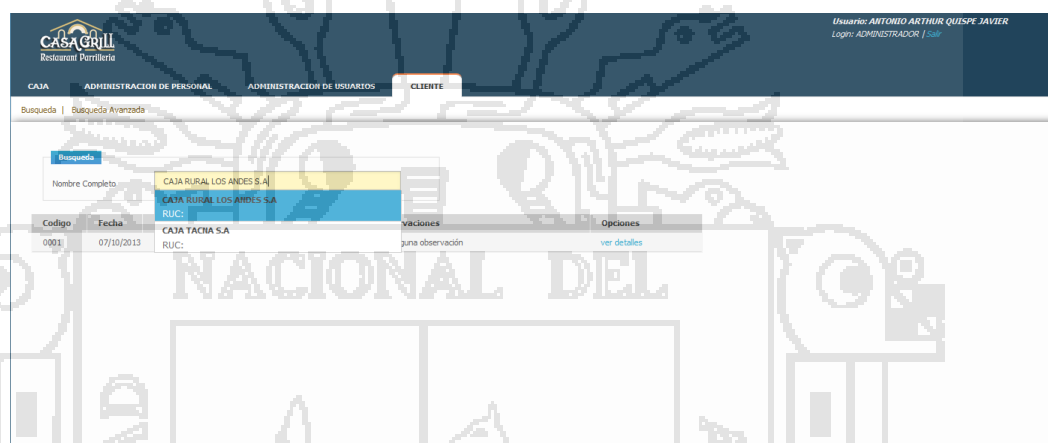 Usuario: ANTONIO ARTHUR QUISPE JAVIER
Login: ADMINISTRADOR | Salir
CASA GRILL
Restaurant Parrilleria
CAJA ADMINISTRACION DE PERSONAL ADMINISTRACION DE USUARIOS CLIENTE
Busqueda | Busqueda Avanzada
Busqueda
Nombre Completo CAJA RURAL LOS ANDES S.A
CAJA RURAL LOS ANDES S.A
RUC:
CAJA TACNA S.A
RUC:
Codigo Fecha vaciones Opciones
0001 07/10/2013 guna observación ver detalles
NACIONAL DEL